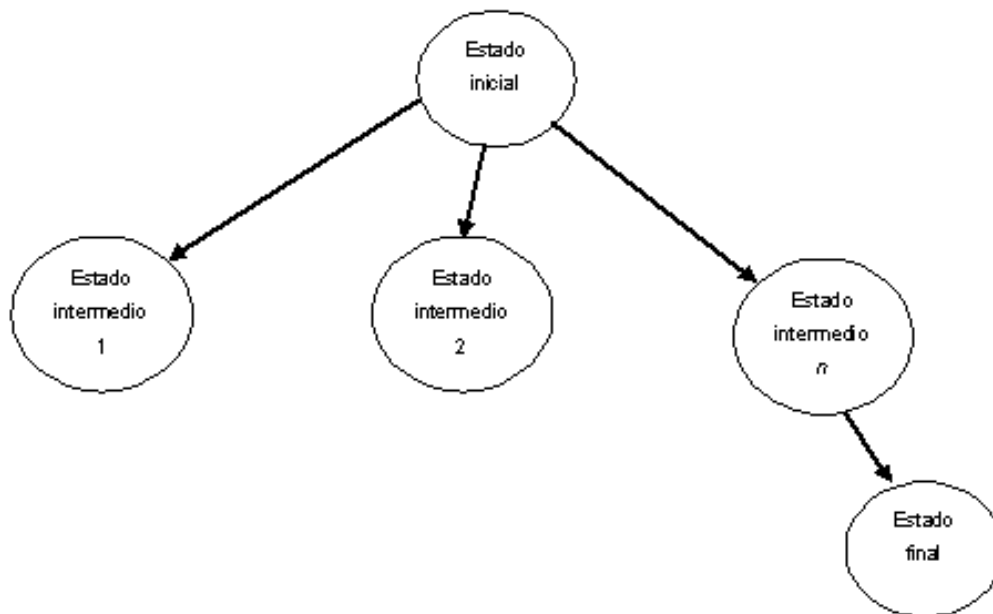 Estado
inicial
Estado
intermedio
1
Estado
intermedio
2
Estado
intermedio
n
Estado
final